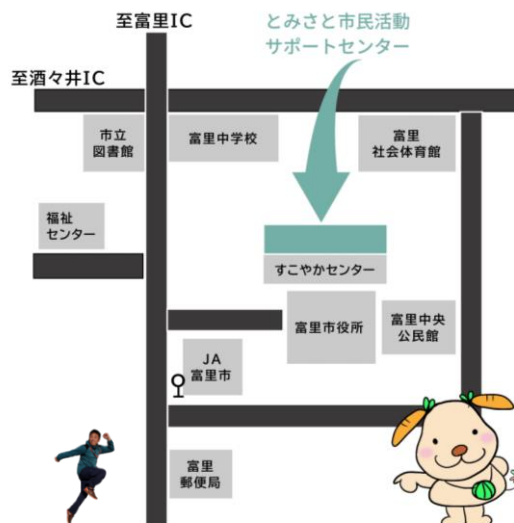 至富里IC
とみさと市民活動
サポートセンター
至酒々井IC
市立
図書館
富里中学校
富里
社会体育館
福祉
センター
すこやかセンター
富里市役所
富里中央
公民館
JA
富里市
富里
郵便局